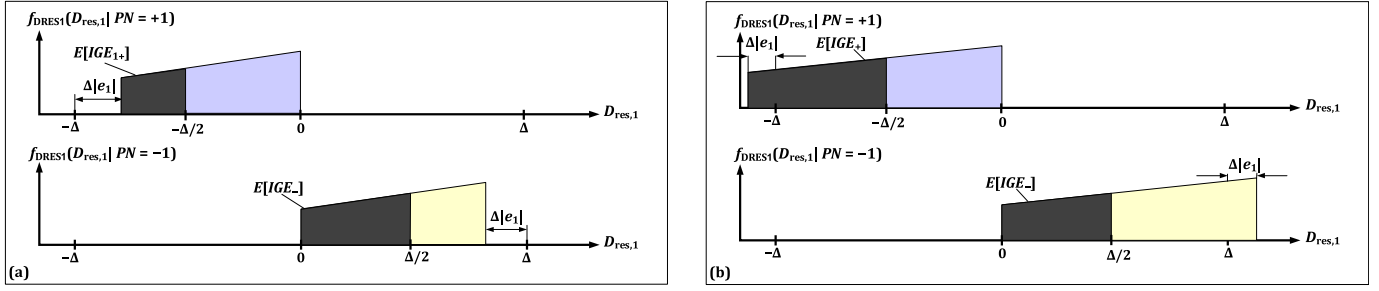 f_DRES1(D_res,1| PN = +1)
E[IGE_1+]
Δ|e_1|
−Δ
−Δ/2
0
Δ
D_res,1
f_DRES1(D_res,1| PN = −1)
E[IGE_−]
Δ|e_1|
−Δ
0
Δ/2
Δ
D_res,1
(a)
f_DRES1(D_res,1| PN = +1)
Δ|e_1|
E[IGE_+]
−Δ
−Δ/2
0
Δ
D_res,1
f_DRES1(D_res,1| PN = −1)
Δ|e_1|
E[IGE_−]
−Δ
0
Δ/2
Δ
D_res,1
(b)